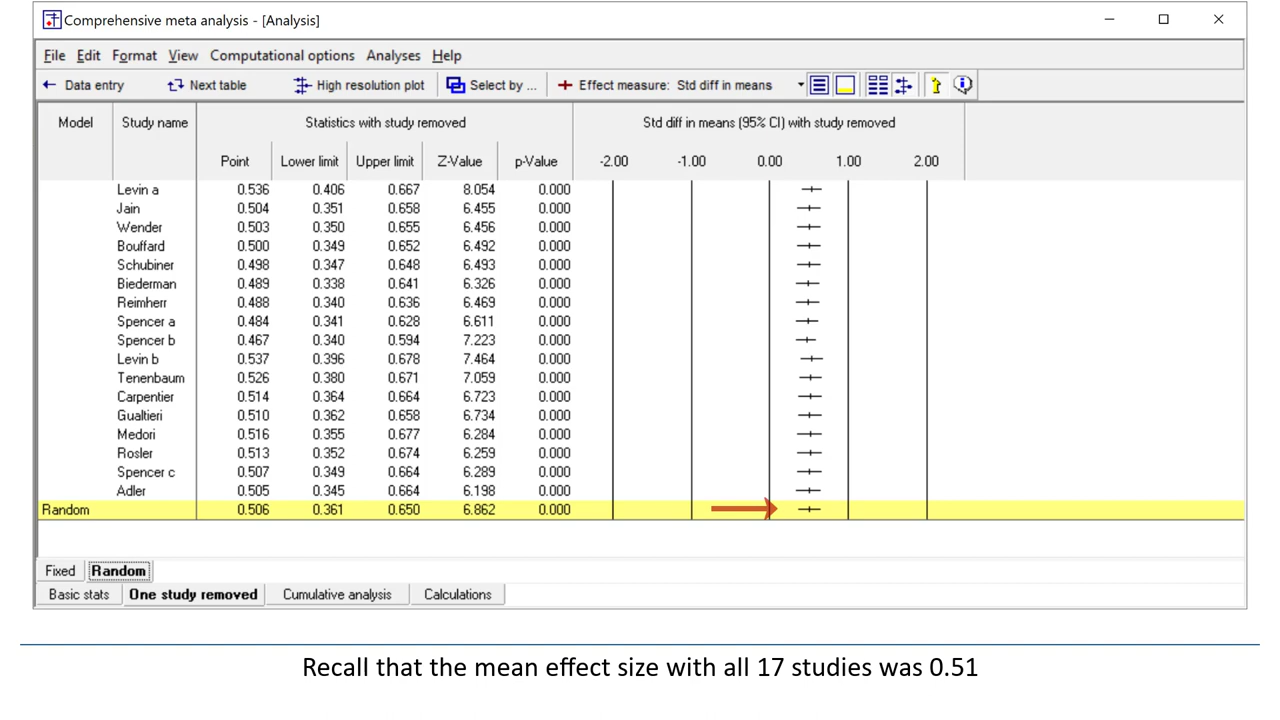 Comprehensive meta analysis - [Analysis]
File Edit Format View Computational options Analyses Help
Data entry Next table High resolution plot Select by ... Effect measure: Std diff in means
Model Study name Statistics with study removed Std diff in means (95% CI) with study removed
Point Lower limit Upper limit Z-Value p-Value -2.00 -1.00 0.00 1.00 2.00
Levin a 0.536 0.406 0.667 8.054 0.000
Jain 0.504 0.351 0.658 6.455 0.000
Wender 0.503 0.350 0.655 6.456 0.000
Bouffard 0.500 0.349 0.652 6.492 0.000
Schubiner 0.498 0.347 0.648 6.493 0.000
Biederman 0.489 0.338 0.641 6.326 0.000
Reimherr 0.488 0.340 0.636 6.469 0.000
Spencer a 0.484 0.341 0.628 6.611 0.000
Spencer b 0.467 0.340 0.594 7.223 0.000
Levin b 0.537 0.396 0.678 7.464 0.000
Tenenbaum 0.526 0.380 0.671 7.059 0.000
Carpentier 0.514 0.364 0.664 6.723 0.000
Gualtieri 0.510 0.362 0.658 6.734 0.000
Medori 0.516 0.355 0.677 6.284 0.000
Rosler 0.513 0.352 0.674 6.259 0.000
Spencer c 0.507 0.349 0.664 6.289 0.000
Adler 0.505 0.345 0.664 6.198 0.000
Random 0.506 0.361 0.650 6.862 0.000
Fixed Random
Basic stats One study removed Cumulative analysis Calculations
Recall that the mean effect size with all 17 studies was 0.51